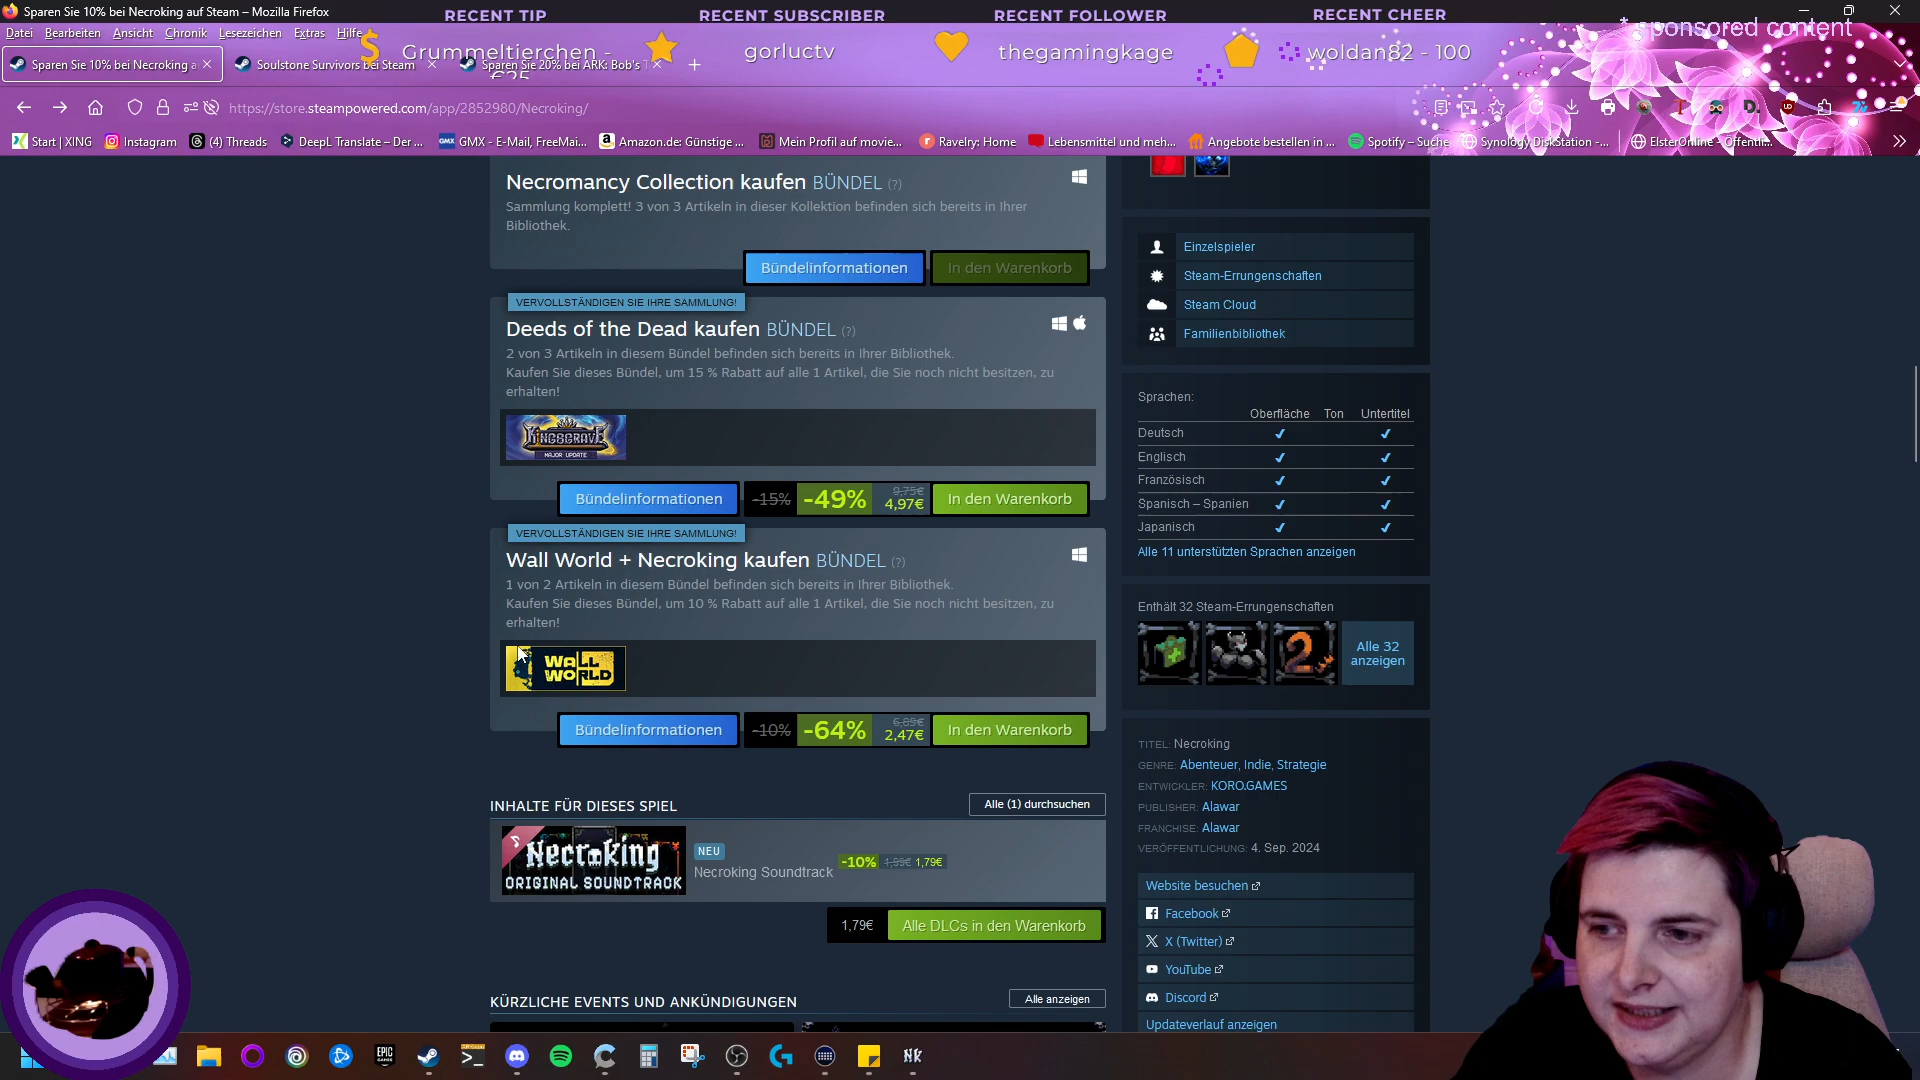 Sparen Sie 10% bei Necroking auf Steam – Mozilla Firefox
RECENT TIP
RECENT SUBSCRIBER
RECENT FOLLOWER
RECENT CHEER
* sponsored content
Datei Bearbeiten Ansicht Chronik Lesezeichen Extras Hilfe
Grummeltierchen -
€25
gorluctv
thegamingkage
woldan82 - 100
Sparen Sie 10% bei Necroking a
Soulstone Survivors bei Steam
Sparen Sie 20% bei ARK: Bob's T
https://store.steampowered.com/app/2852980/Necroking/
Start | XING
Instagram
(4) Threads
DeepL Translate – Der ...
GMX - E-Mail, FreeMai...
Amazon.de: Günstige ...
Mein Profil auf movie...
Ravelry: Home
Lebensmittel und meh...
Angebote bestellen in ...
Spotify – Suche
Synology DiskStation -...
ElsterOnline - Öffentli...
Necromancy Collection kaufen BÜNDEL (?)
Sammlung komplett! 3 von 3 Artikeln in dieser Kollektion befinden sich bereits in Ihrer
Bibliothek.
Bündelinformationen
In den Warenkorb
VERVOLLSTÄNDIGEN SIE IHRE SAMMLUNG!
Deeds of the Dead kaufen BÜNDEL (?)
2 von 3 Artikeln in diesem Bündel befinden sich bereits in Ihrer Bibliothek.
Kaufen Sie dieses Bündel, um 15 % Rabatt auf alle 1 Artikel, die Sie noch nicht besitzen, zu
erhalten!
KINGSGRAVE
MAJOR UPDATE
Bündelinformationen
-15%
-49%
9,75€
4,97€
In den Warenkorb
VERVOLLSTÄNDIGEN SIE IHRE SAMMLUNG!
Wall World + Necroking kaufen BÜNDEL (?)
1 von 2 Artikeln in diesem Bündel befinden sich bereits in Ihrer Bibliothek.
Kaufen Sie dieses Bündel, um 10 % Rabatt auf alle 1 Artikel, die Sie noch nicht besitzen, zu
erhalten!
WALL
WORLD
Bündelinformationen
-10%
-64%
6,89€
2,47€
In den Warenkorb
INHALTE FÜR DIESES SPIEL
Alle (1) durchsuchen
Necroking
ORIGINAL SOUNDTRACK
NEU
Necroking Soundtrack
-10%
1,99€ 1,79€
1,79€
Alle DLCs in den Warenkorb
KÜRZLICHE EVENTS UND ANKÜNDIGUNGEN
Alle anzeigen
Einzelspieler
Steam-Errungenschaften
Steam Cloud
Familienbibliothek
Sprachen:
Oberfläche Ton Untertitel
Deutsch ✔ ✔
Englisch ✔ ✔
Französisch ✔ ✔
Spanisch – Spanien ✔ ✔
Japanisch ✔ ✔
Alle 11 unterstützten Sprachen anzeigen
Enthält 32 Steam-Errungenschaften
2
Alle 32
anzeigen
TITEL: Necroking
GENRE: Abenteuer, Indie, Strategie
ENTWICKLER: KORO.GAMES
PUBLISHER: Alawar
FRANCHISE: Alawar
VERÖFFENTLICHUNG: 4. Sep. 2024
Website besuchen
Facebook
X (Twitter)
YouTube
Discord
Updateverlauf anzeigen
EPIC
GAMES
NK